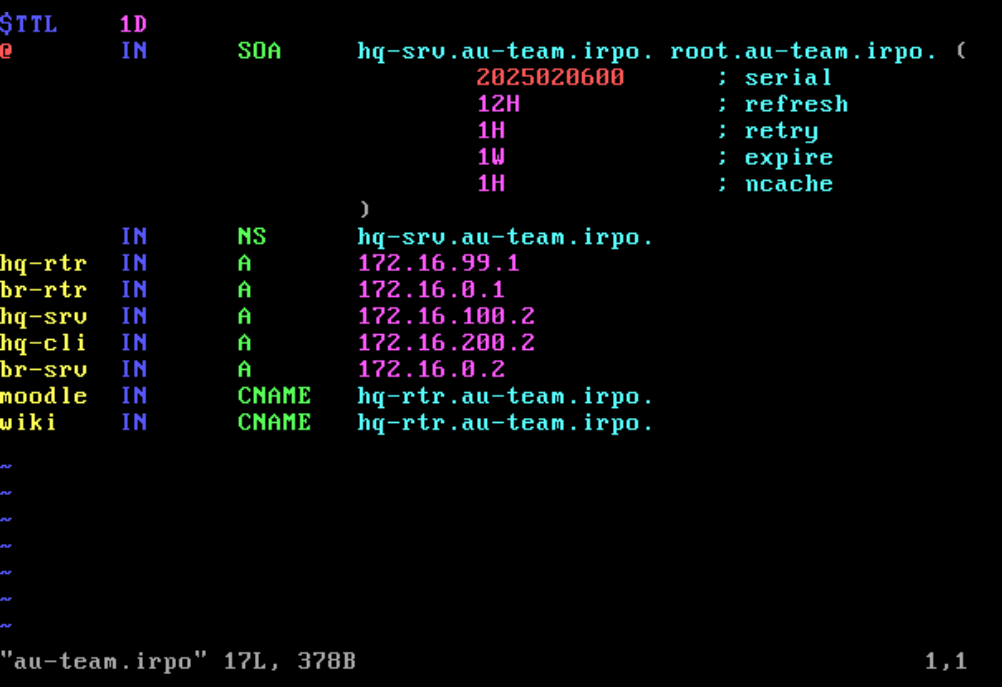 $TTL 1D
@ IN SOA hq-srv.au-team.irpo. root.au-team.irpo. (
2025020600 ; serial
12H ; refresh
1H ; retry
1W ; expire
1H ; ncache
)
IN NS hq-srv.au-team.irpo.
hq-rtr IN A 172.16.99.1
br-rtr IN A 172.16.0.1
hq-srv IN A 172.16.100.2
hq-cli IN A 172.16.200.2
br-srv IN A 172.16.0.2
moodle IN CNAME hq-rtr.au-team.irpo.
wiki IN CNAME hq-rtr.au-team.irpo.
~
~
~
~
~
~
~
"au-team.irpo" 17L, 378B 1,1